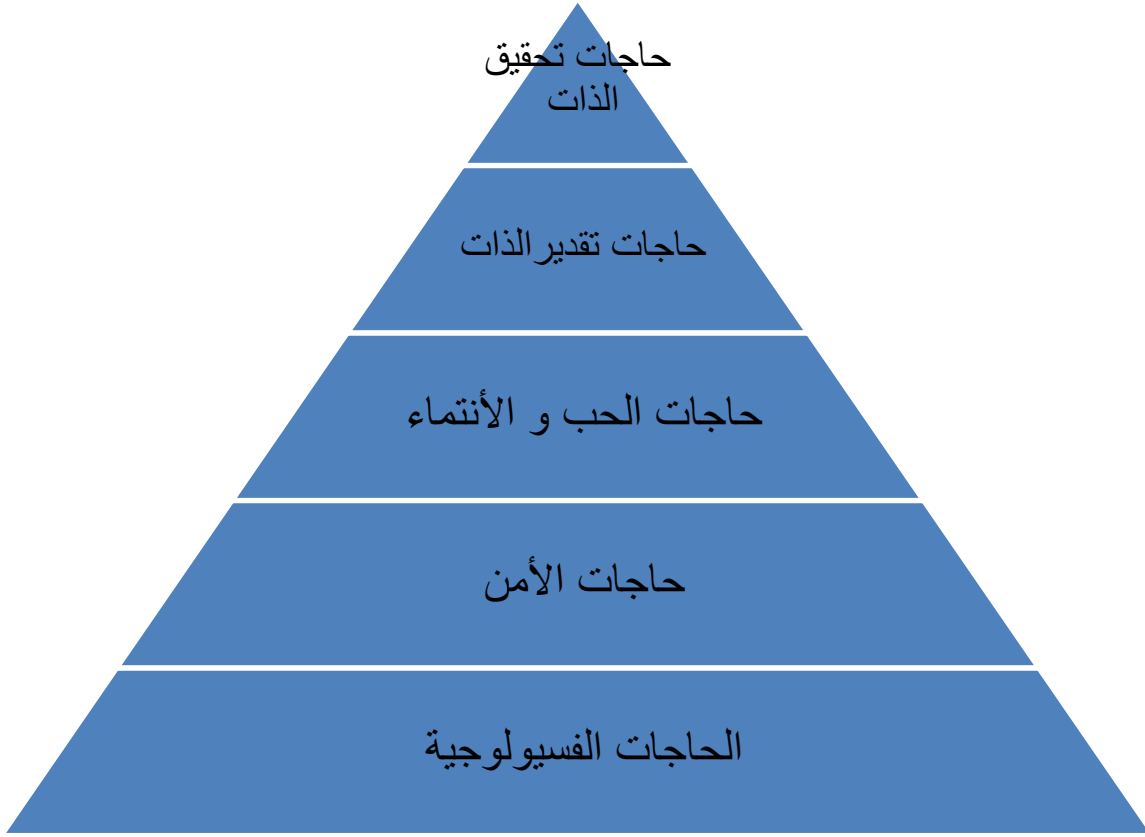 حاجات تحقيق
الذات
حاجات تقدير الذات
حاجات الحب و الأنتماء
حاجات الأمن
الحاجات الفسيولوجية